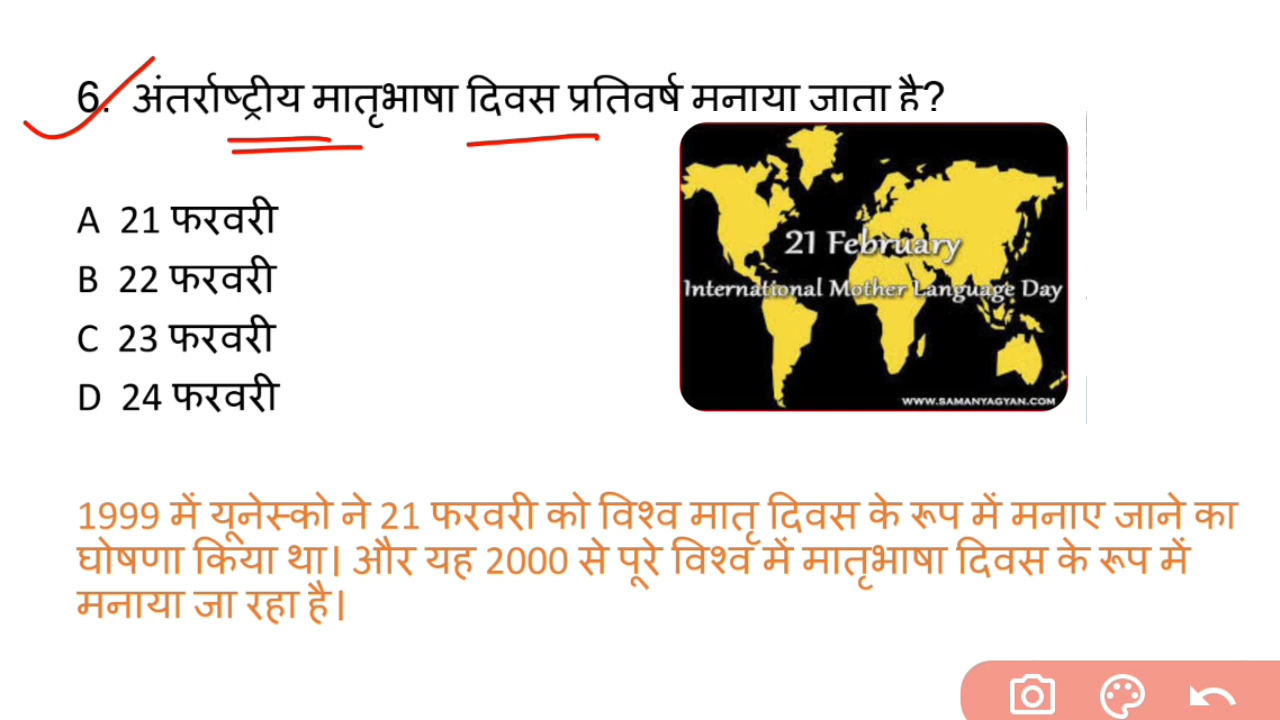 6. अंतर्राष्ट्रीय मातृभाषा दिवस प्रतिवर्ष मनाया जाता है?
A 21 फरवरी
B 22 फरवरी
C 23 फरवरी
D 24 फरवरी
21 February
International Mother Language Day
WWW.SAMANYAGYAN.COM
1999 में यूनेस्को ने 21 फरवरी को विश्व मातृ दिवस के रूप में मनाए जाने का
घोषणा किया था| और यह 2000 से पूरे विश्व में मातृभाषा दिवस के रूप में
मनाया जा रहा है|